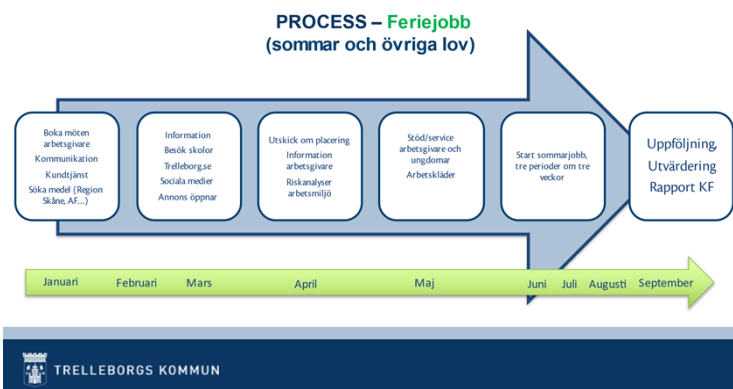 PROCESS – Feriejobb
(sommar och övriga lov)
Boka möten
arbetsgivare
Kommunikation
Kundtjänst
Söka medel (Region
Skåne, AF...)
Information
Besök skolor
Trelleborg.se
Sociala medier
Annons öppnar
Utskick om placering
Information
arbetsgivare
Riskanalyser
arbetsmiljö
Stöd/service
arbetsgivare och
ungdomar
Arbetskläder
Start sommarjobb,
tre perioder om tre
veckor
Uppföljning,
Utvärdering
Rapport KF
Januari Februari Mars April Maj Juni Juli Augusti September
TRELLEBORGS KOMMUN